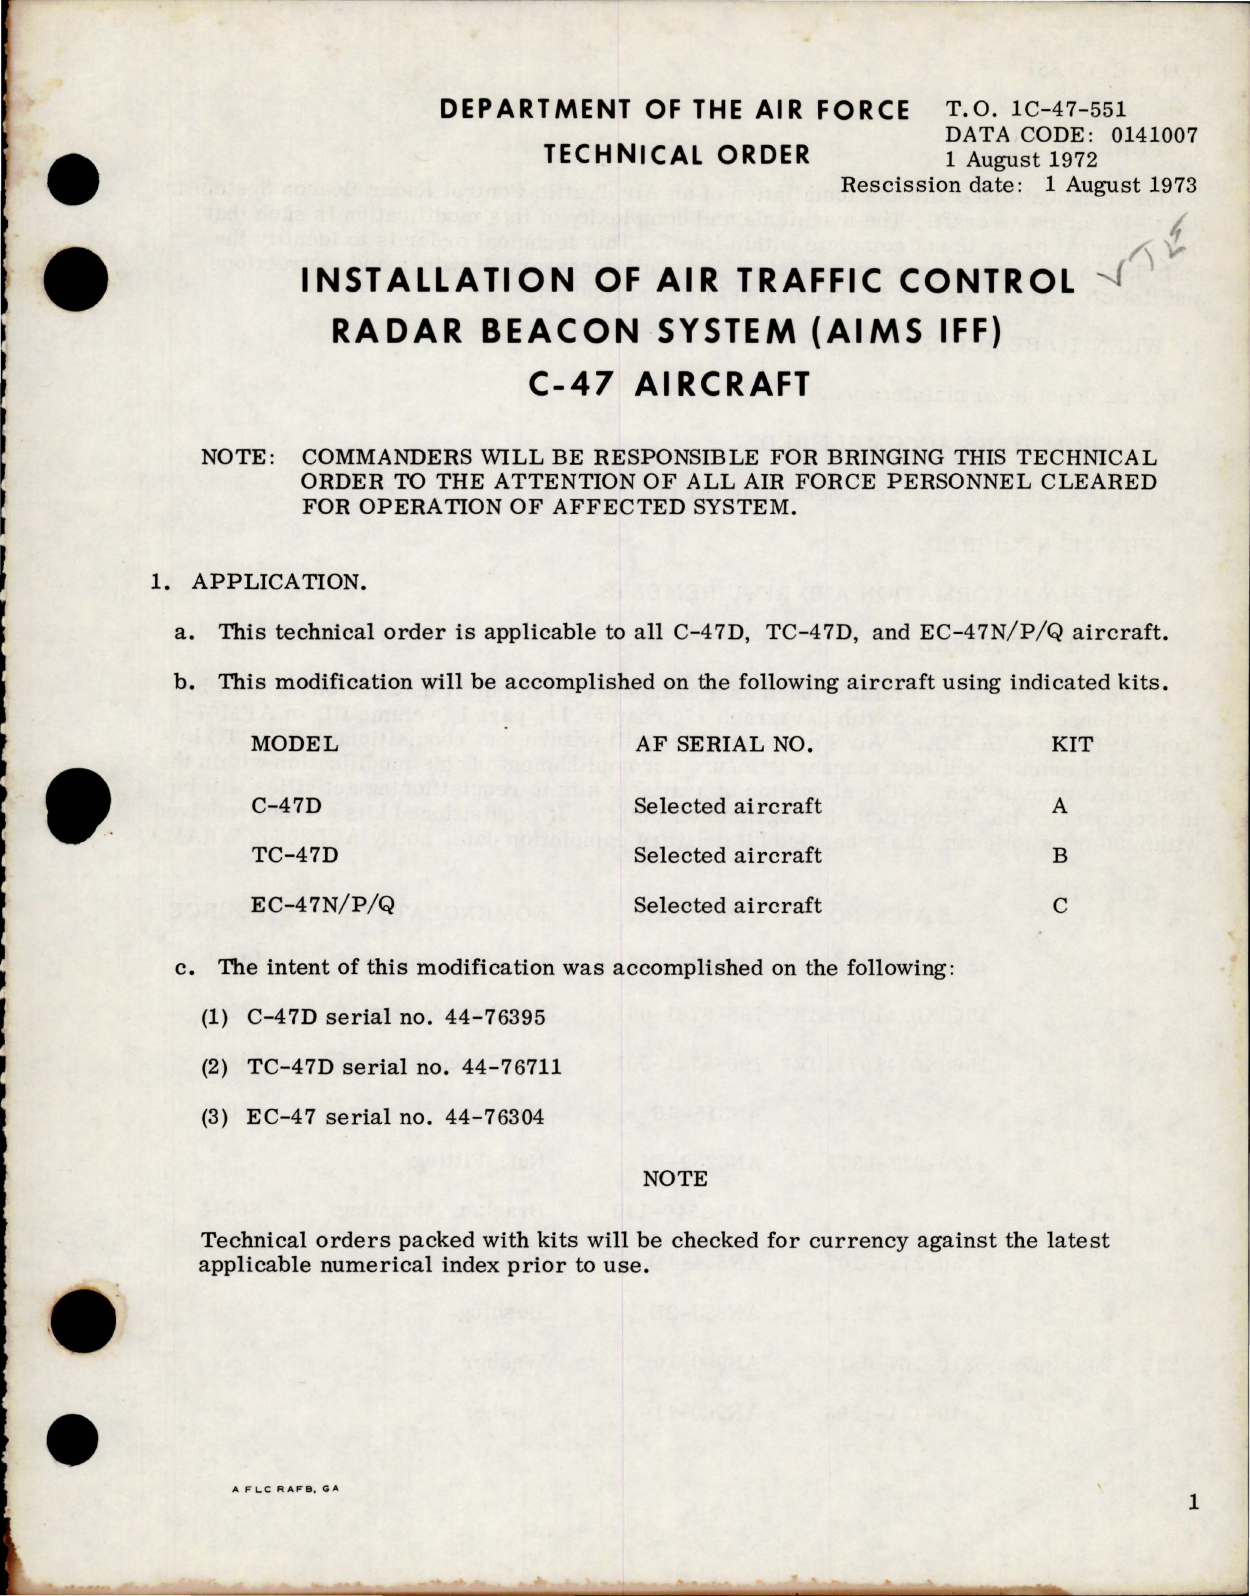 DEPARTMENT OF THE AIR FORCE
TECHNICAL ORDER
T.O. 1C-47-551
DATA CODE: 0141007
1 August 1972
Rescission date: 1 August 1973
INSTALLATION OF AIR TRAFFIC CONTROL
RADAR BEACON SYSTEM (AIMS IFF)
C-47 AIRCRAFT
NOTE: COMMANDERS WILL BE RESPONSIBLE FOR BRINGING THIS TECHNICAL
ORDER TO THE ATTENTION OF ALL AIR FORCE PERSONNEL CLEARED
FOR OPERATION OF AFFECTED SYSTEM.
1. APPLICATION.
a. This technical order is applicable to all C-47D, TC-47D, and EC-47N/P/Q aircraft.
b. This modification will be accomplished on the following aircraft using indicated kits.
MODEL AF SERIAL NO. KIT
C-47D Selected aircraft A
TC-47D Selected aircraft B
EC-47N/P/Q Selected aircraft C
c. The intent of this modification was accomplished on the following:
(1) C-47D serial no. 44-76395
(2) TC-47D serial no. 44-76711
(3) EC-47 serial no. 44-76304
NOTE
Technical orders packed with kits will be checked for currency against the latest
applicable numerical index prior to use.
AFLC RAFB, GA
1